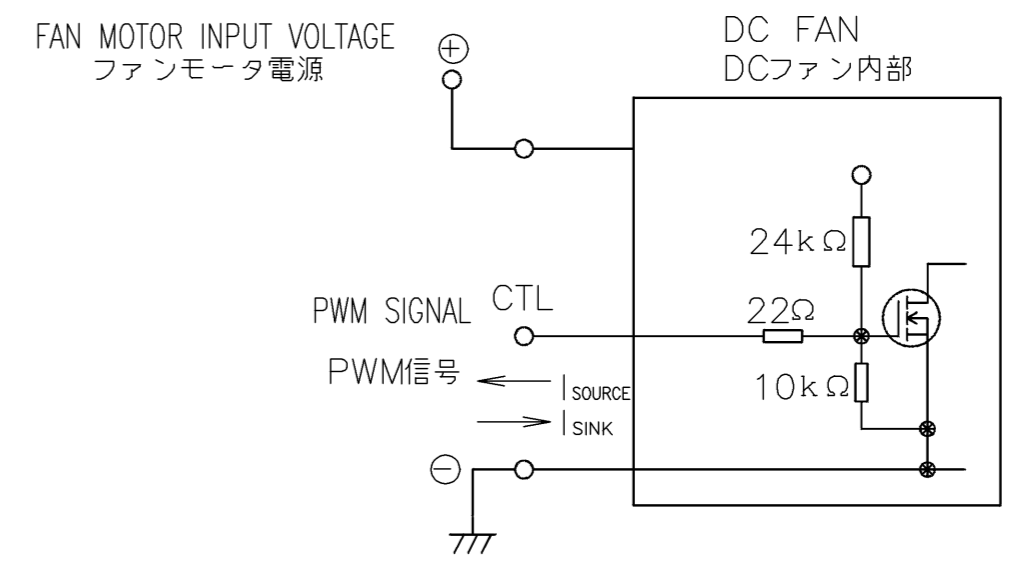 FAN MOTOR INPUT VOLTAGE
ファンモータ電源
⊕
DC FAN
DCファン内部
24kΩ
PWM SIGNAL CTL
22Ω
PWM信号
I SOURCE
10kΩ
I SINK
⊖